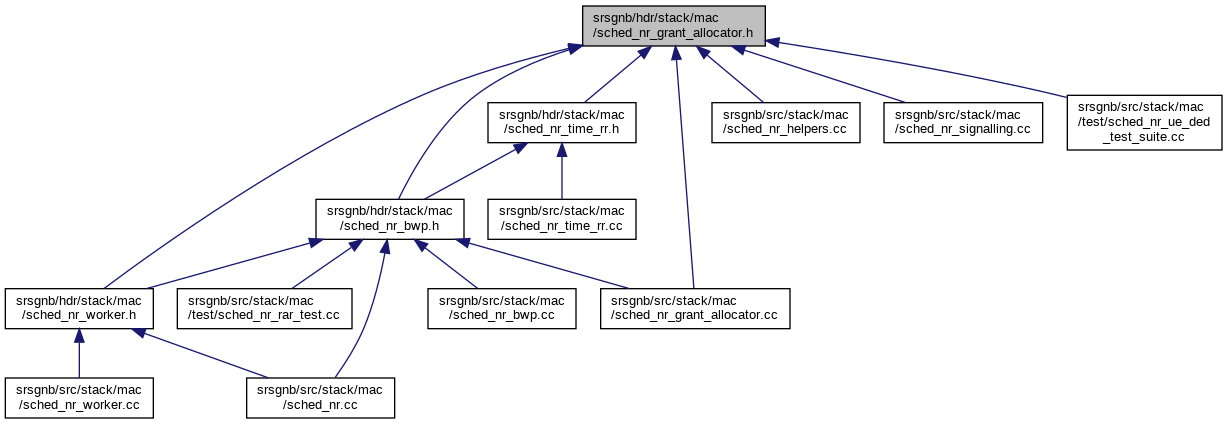 srsgnb/hdr/stack/mac
/sched_nr_grant_allocator.h
srsgnb/hdr/stack/mac
/sched_nr_time_rr.h
srsgnb/src/stack/mac
/sched_nr_helpers.cc
srsgnb/src/stack/mac
/sched_nr_signalling.cc
srsgnb/src/stack/mac
/test/sched_nr_ue_ded
_test_suite.cc
srsgnb/hdr/stack/mac
/sched_nr_bwp.h
srsgnb/src/stack/mac
/sched_nr_time_rr.cc
srsgnb/hdr/stack/mac
/sched_nr_worker.h
srsgnb/src/stack/mac
/test/sched_nr_rar_test.cc
srsgnb/src/stack/mac
/sched_nr_bwp.cc
srsgnb/src/stack/mac
/sched_nr_grant_allocator.cc
srsgnb/src/stack/mac
/sched_nr_worker.cc
srsgnb/src/stack/mac
/sched_nr.cc